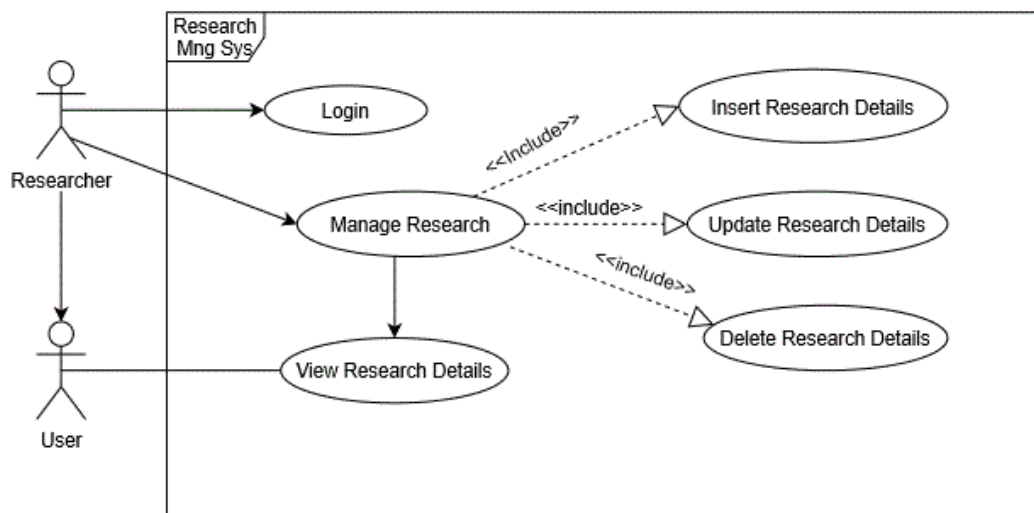 Research
Mng Sys
Login
Insert Research Details
<<Include>>
Researcher
Manage Research
<<include>>
Update Research Details
<<include>>
Delete Research Details
View Research Details
User